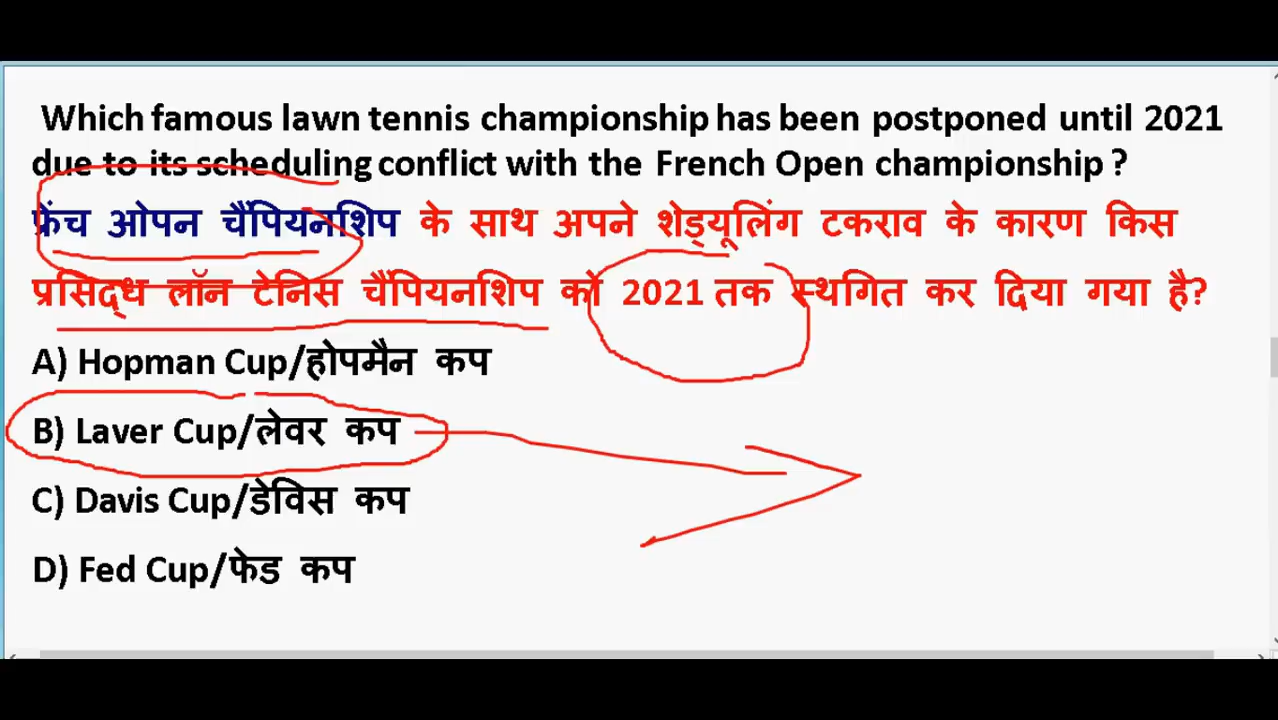 Which famous lawn tennis championship has been postponed until 2021
due to its scheduling conflict with the French Open championship ?
फ्रेंच ओपन चैंपियनशिप के साथ अपने शेड्यूलिंग टकराव के कारण किस
प्रसिद्ध लॉन टेनिस चैंपियनशिप को 2021 तक स्थगित कर दिया गया है?
A) Hopman Cup/होपमैन कप
B) Laver Cup/लेवर कप
C) Davis Cup/डेविस कप
D) Fed Cup/फेड कप